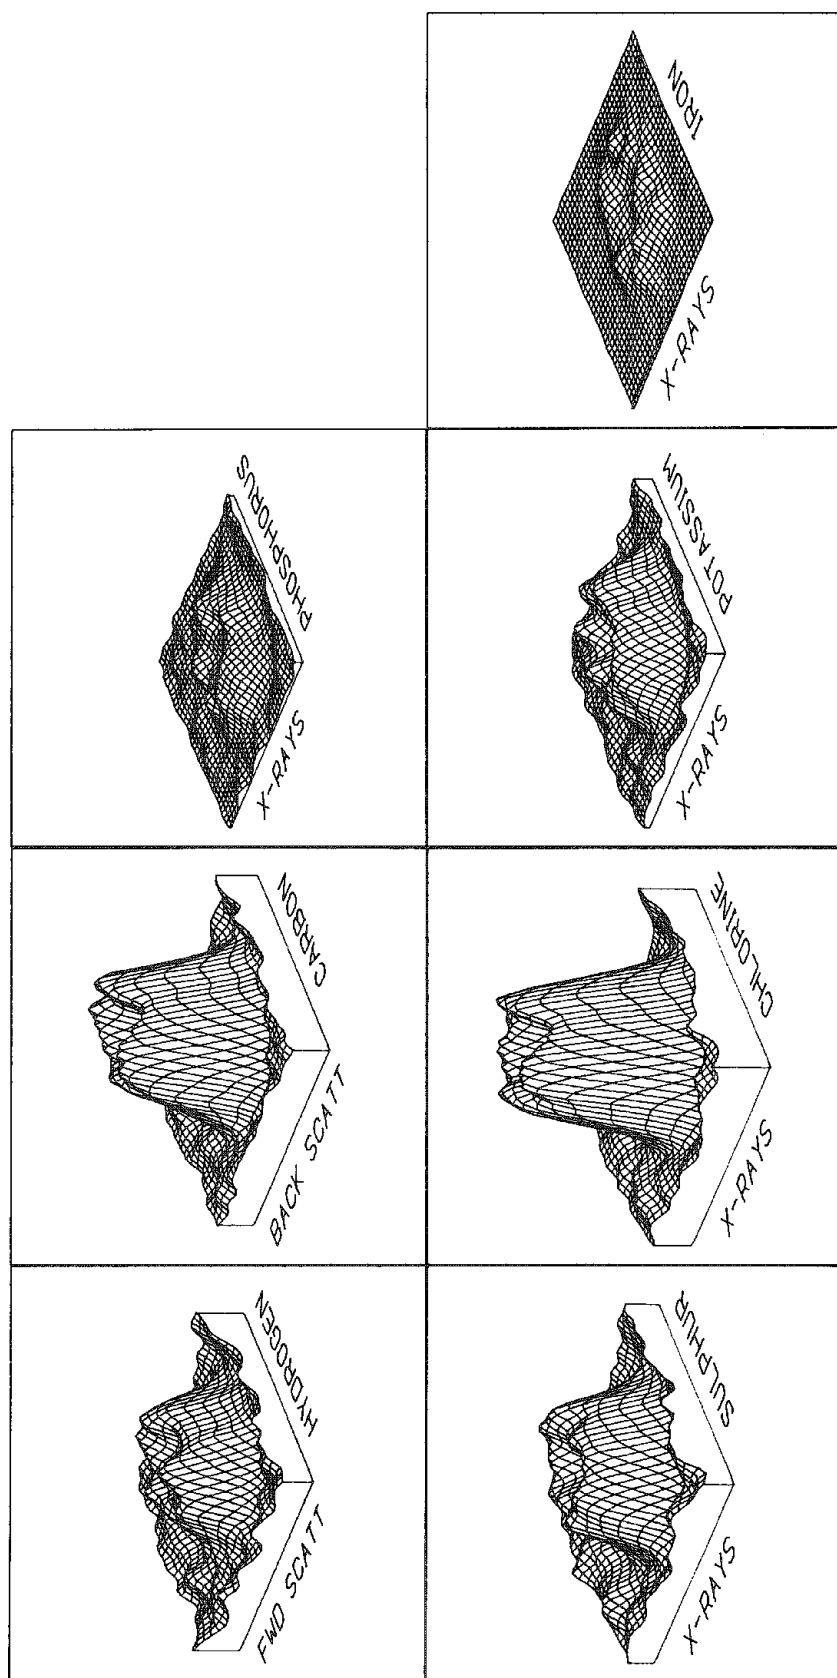 X-RAYS
IRON
X-RAYS
PHOSPHORUS
X-RAYS
POTASSIUM
BACK SCATT
CARBON
X-RAYS
CHLORINE
FWD SCATT
HYDROGEN
X-RAYS
SULPHUR